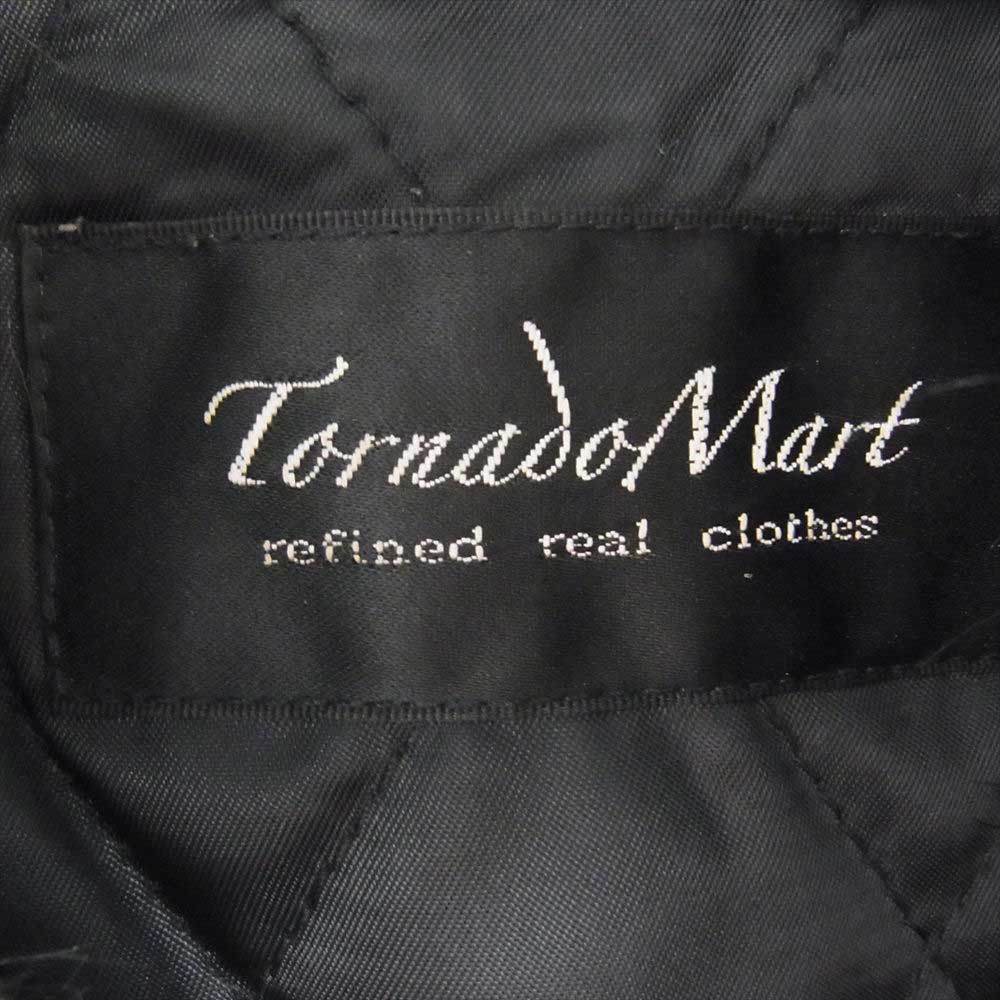 TornadoMart
refined real clothes